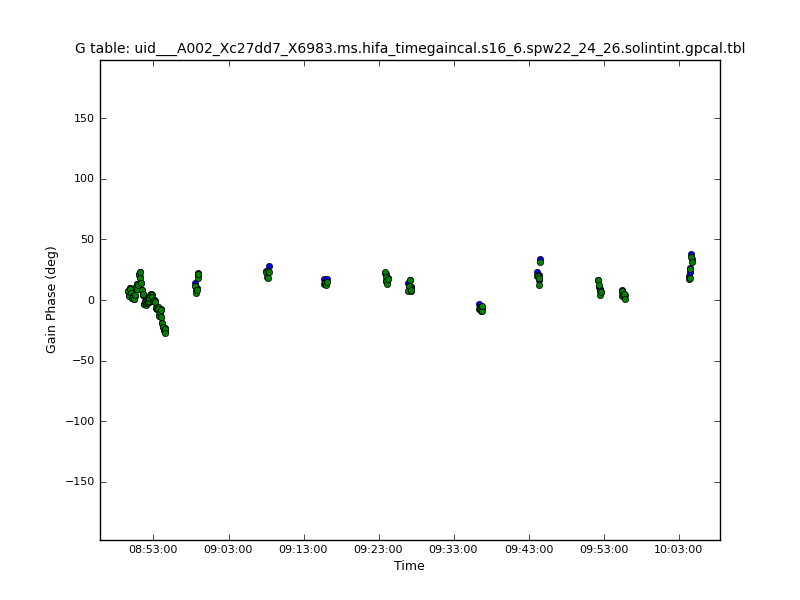 G table: uid___A002_Xc27dd7_X6983.ms.hifa_timegaincal.s16_6.spw22_24_26.solintint.gpcal.tbl
150
100
50
0
−50
−100
−150
Gain Phase (deg)
08:53:00 09:03:00 09:13:00 09:23:00 09:33:00 09:43:00 09:53:00 10:03:00
Time